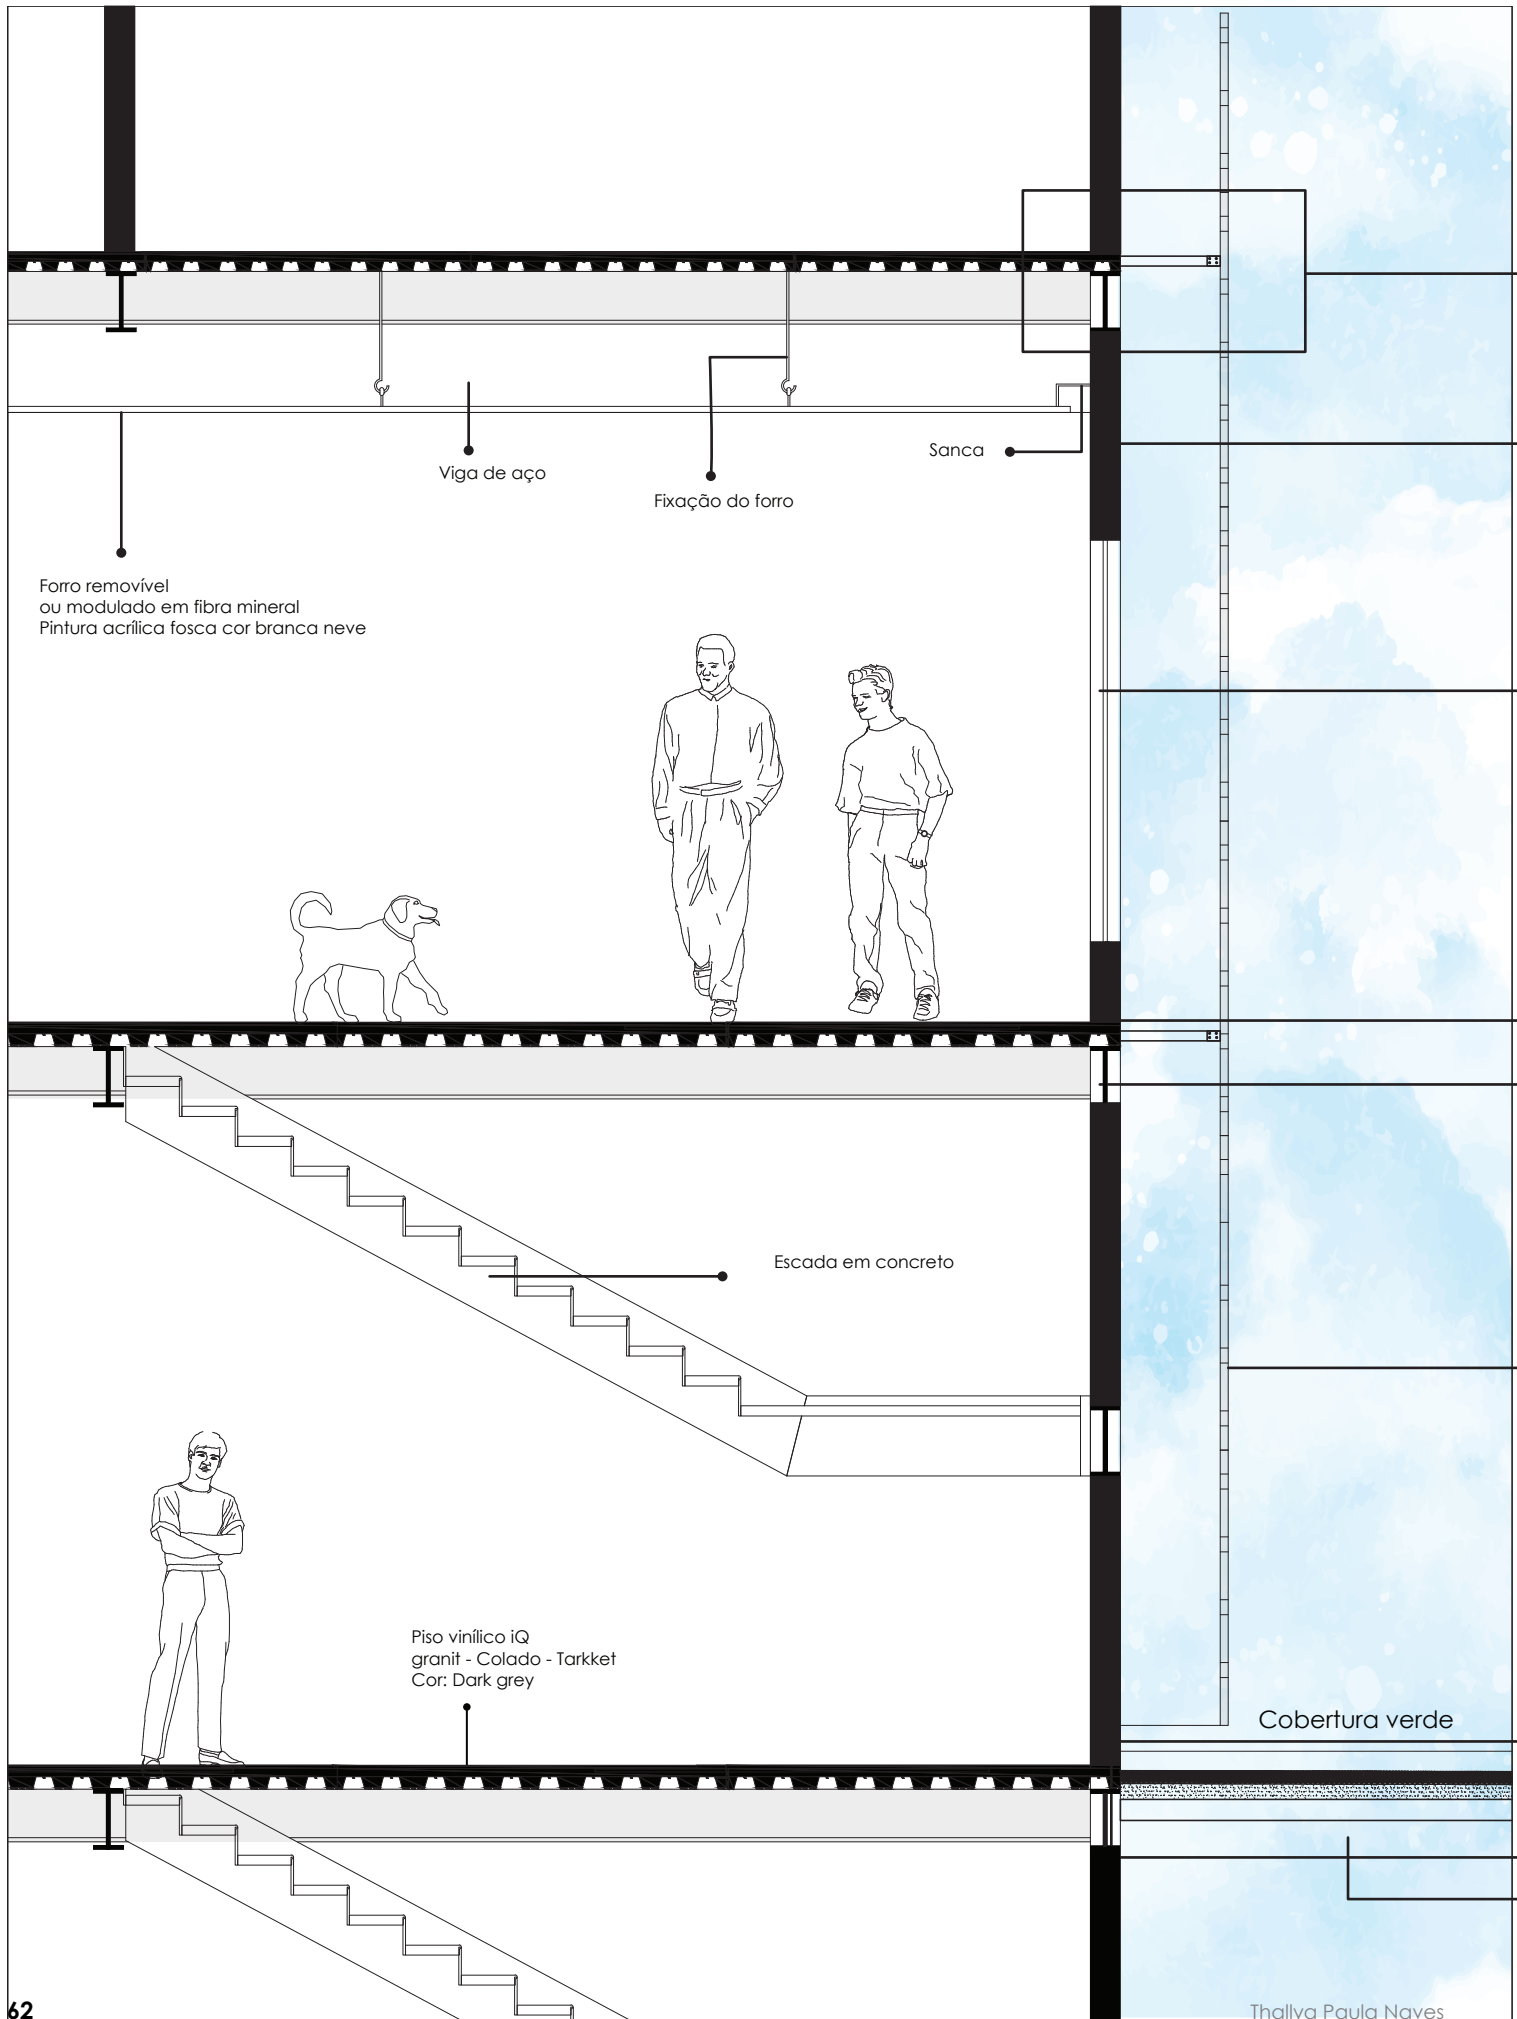 Viga de aço
Sanca
Fixação do forro
Forro removível
ou modulado em fibra mineral
Pintura acrílica fosca cor branca neve
Escada em concreto
Piso vinílico iQ
granit - Colado - Tarkket
Cor: Dark grey
Cobertura verde
62
Thallya Paula Naves